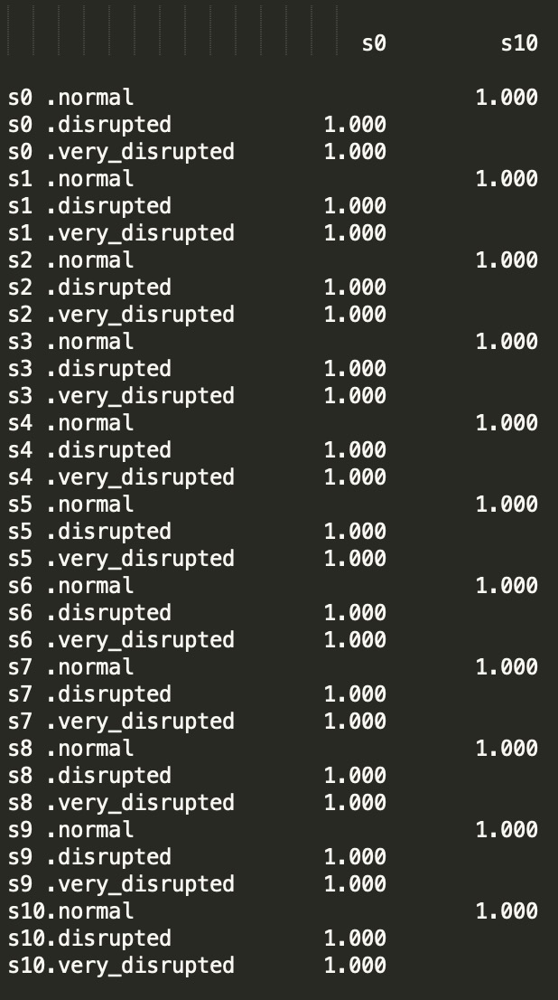 s0 s10
s0 .normal 1.000
s0 .disrupted 1.000
s0 .very_disrupted 1.000
s1 .normal 1.000
s1 .disrupted 1.000
s1 .very_disrupted 1.000
s2 .normal 1.000
s2 .disrupted 1.000
s2 .very_disrupted 1.000
s3 .normal 1.000
s3 .disrupted 1.000
s3 .very_disrupted 1.000
s4 .normal 1.000
s4 .disrupted 1.000
s4 .very_disrupted 1.000
s5 .normal 1.000
s5 .disrupted 1.000
s5 .very_disrupted 1.000
s6 .normal 1.000
s6 .disrupted 1.000
s6 .very_disrupted 1.000
s7 .normal 1.000
s7 .disrupted 1.000
s7 .very_disrupted 1.000
s8 .normal 1.000
s8 .disrupted 1.000
s8 .very_disrupted 1.000
s9 .normal 1.000
s9 .disrupted 1.000
s9 .very_disrupted 1.000
s10.normal 1.000
s10.disrupted 1.000
s10.very_disrupted 1.000